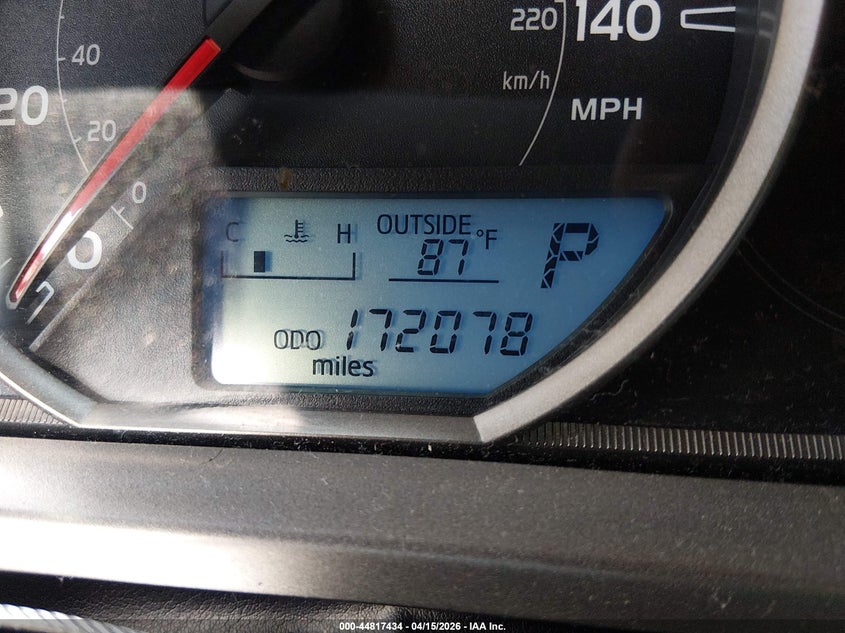 220
140
40
km/h
20
20
MPH
0
0
C
H
OUTSIDE
87 °F
P
ODO 172078
miles
000-44817434 - 04/15/2026 - IAA Inc.